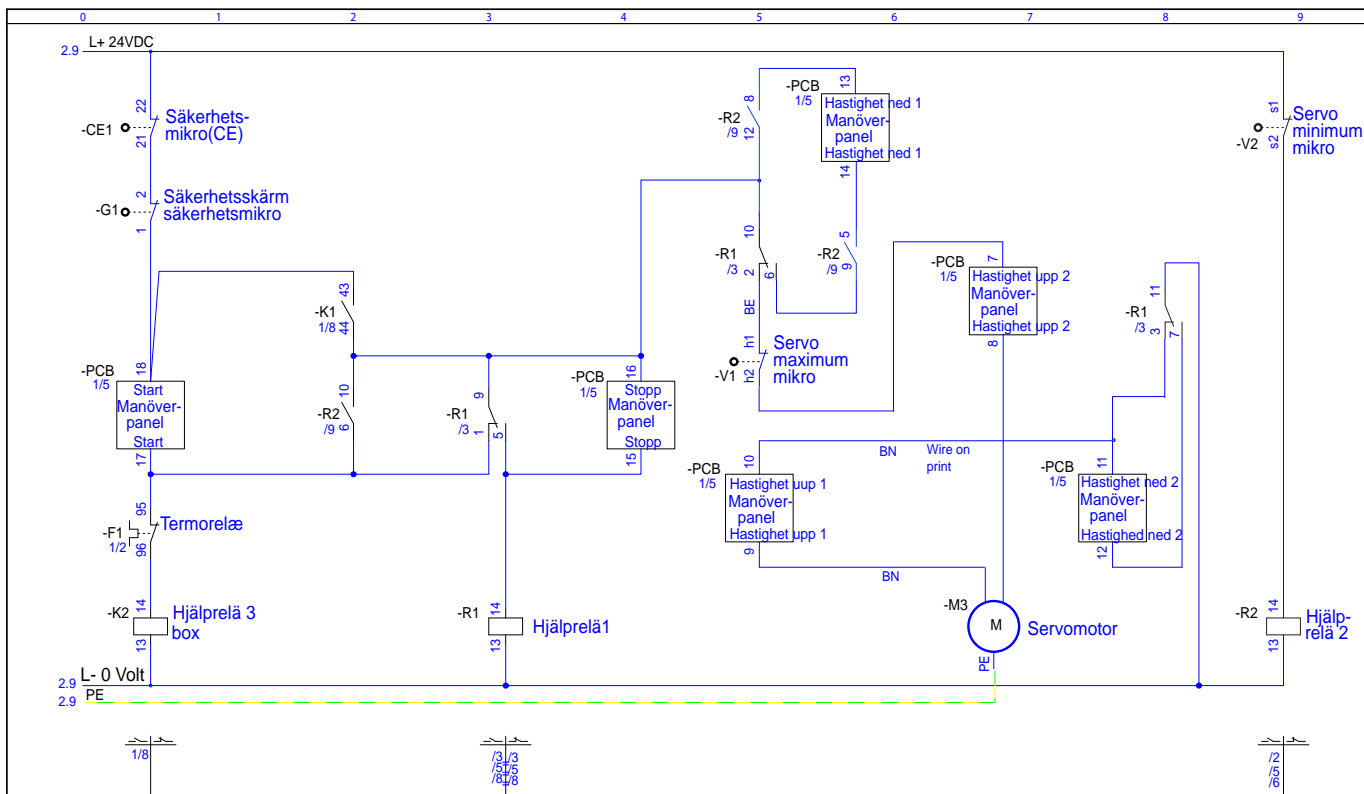 0 1 2 3 4 5 6 7 8 9
2.9 L+ 24VDC
-CE1
22
21
Säkerhets-
mikro(CE)
-G1
2
1
Säkerhetsskärm
säkerhetsmikro
-K1
1/8
43
44
-PCB
1/5
18
Start
Manöver-
panel
Start
17
-R2
/9
10
6
-R1
/3
9
1
5
-PCB
1/5
16
Stopp
Manöver-
panel
Stopp
15
-F1
1/2
95
96
Termorelæ
-K2
14
13
Hjälprelä 3
box
-R1
14
13
Hjälprelä1
-R2
/9
8
12
-PCB
1/5
13
Hastighet ned 1
Manöver-
panel
Hastighet ned 1
14
-R1
/3
10
2
6
BE
-R2
/9
5
9
-V1
h1
h2
Servo
maximum
mikro
-PCB
1/5
7
Hastighet upp 2
Manöver-
panel
Hastighet upp 2
8
-R1
/3
11
3
7
BN
Wire on
print
-PCB
1/5
10
Hastighet uup 1
Manöver-
panel
Hastighet upp 1
9
BN
-PCB
1/5
11
Hastighet ned 2
Manöver-
panel
Hastighed ned 2
12
-M3
M
Servomotor
PE
-V2
s1
s2
Servo
minimum
mikro
-R2
14
13
Hjälp-
relä 2
2.9 L- 0 Volt
2.9 PE
1/8
/3 /3
/5 /5
/8 /8
/2
/5
/6